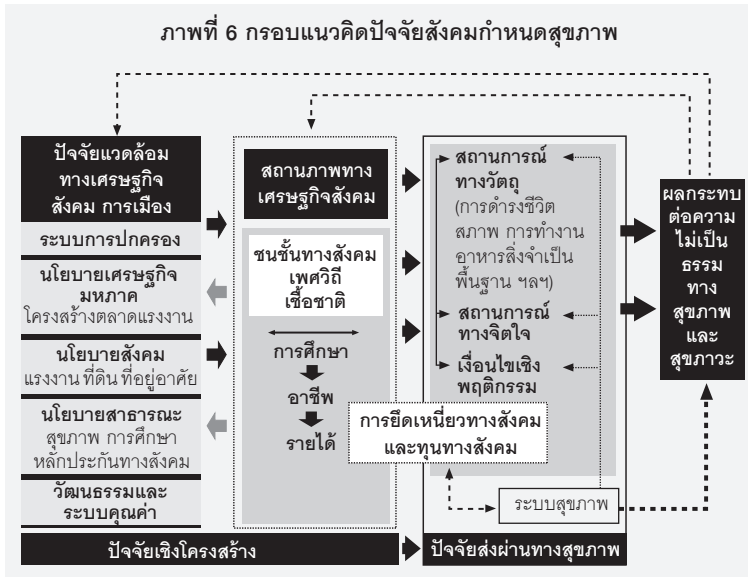 ภาพที่ 6 กรอบแนวคิดปัจจัยสังคมกำหนดสุขภาพ
ปัจจัยแวดล้อม
ทางเศรษฐกิจ
สังคม การเมือง
ระบบการปกครอง
นโยบายเศรษฐกิจ
มหภาค
โครงสร้างตลาดแรงงาน
นโยบายสังคม
แรงงาน ที่ดิน ที่อยู่อาศัย
นโยบายสาธารณะ
สุขภาพ การศึกษา
หลักประกันทางสังคม
วัฒนธรรมและ
ระบบคุณค่า
สถานภาพทาง
เศรษฐกิจสังคม
ชนชั้นทางสังคม
เพศวิถี
เชื้อชาติ
การศึกษา
อาชีพ
รายได้
สถานการณ์
ทางวัตถุ
(การดำรงชีวิต
สภาพ การทำงาน
อาหารสิ่งจำเป็น
พื้นฐาน ฯลฯ)
สถานการณ์
ทางจิตใจ
เงื่อนไขเชิง
พฤติกรรม
การยึดเหนี่ยวทางสังคม
และทุนทางสังคม
ระบบสุขภาพ
ผลกระทบ
ต่อความ
ไม่เป็น
ธรรม
ทาง
สุขภาพ
และ
สุขภาวะ
ปัจจัยเชิงโครงสร้าง
ปัจจัยส่งผ่านทางสุขภาพ